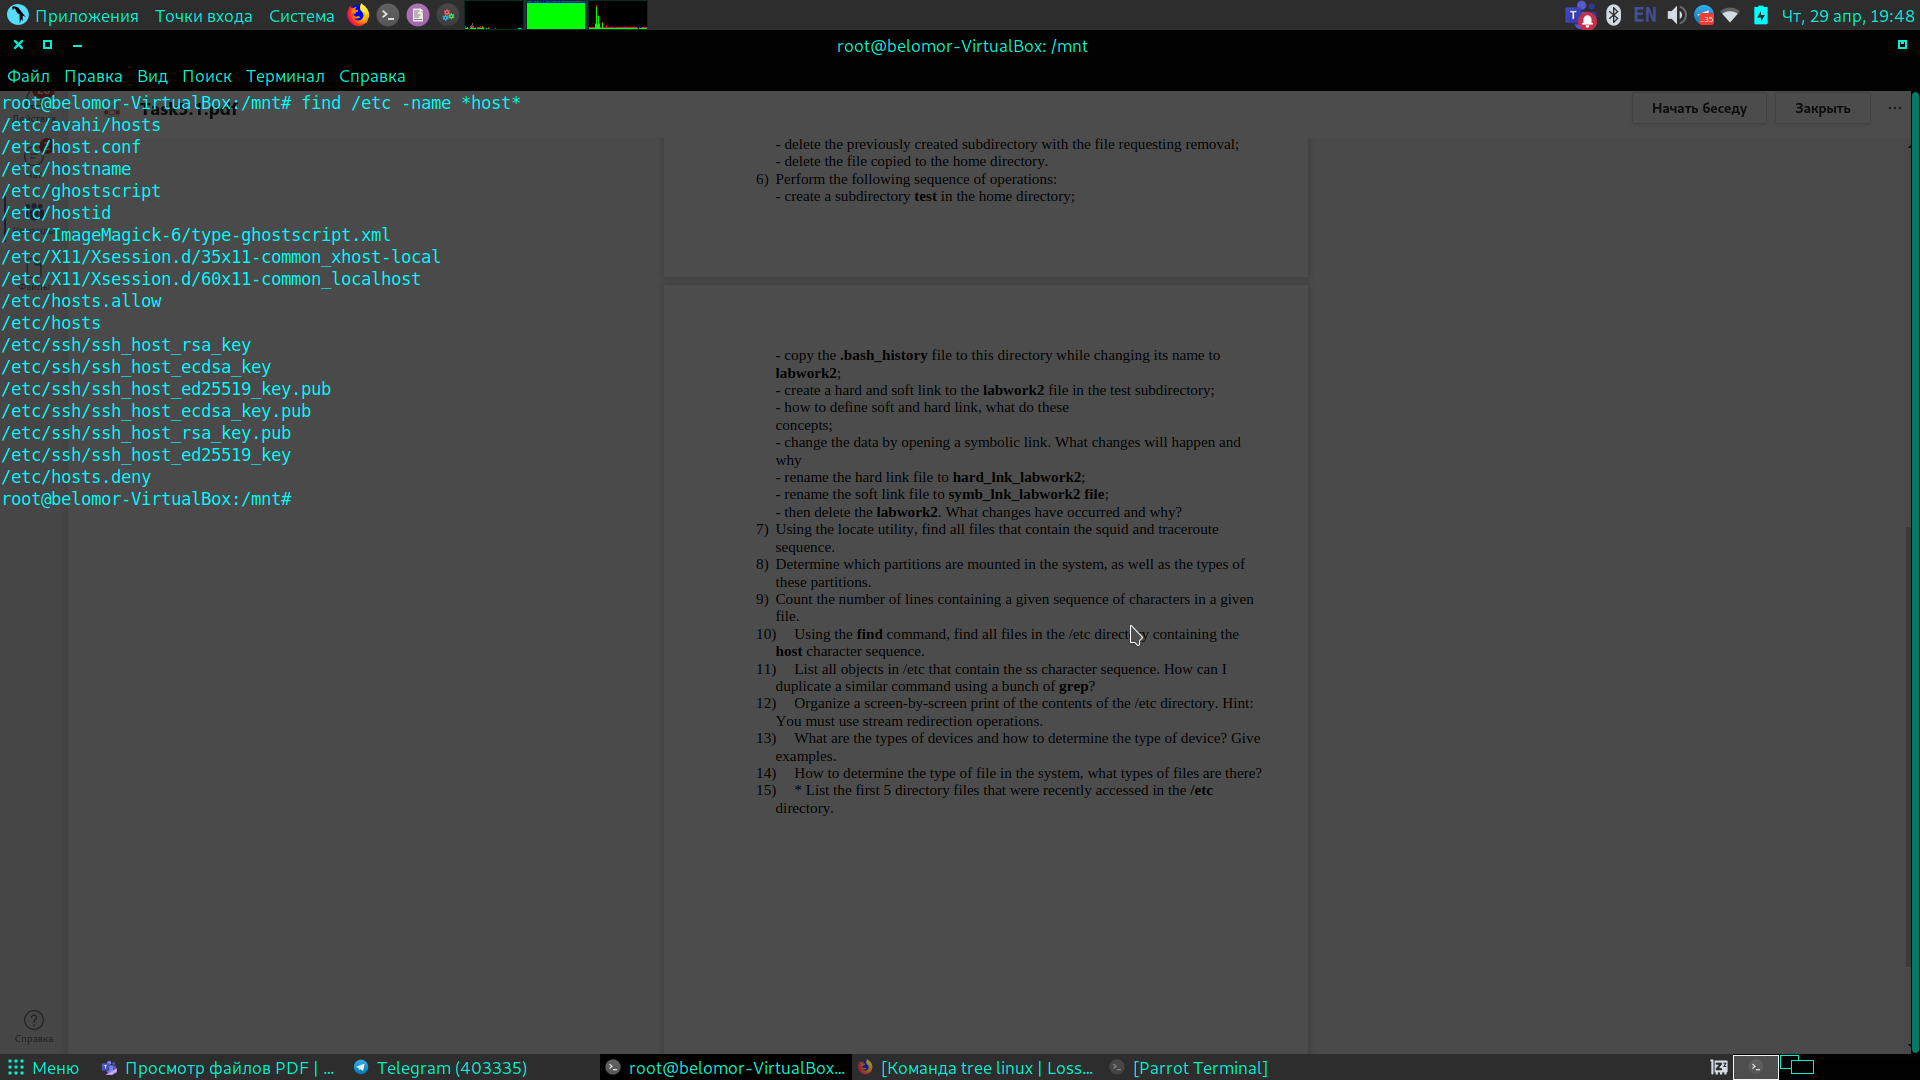 Приложения Точки входа Система EN 35 Чт, 29 апр, 19:48
root@belomor-VirtualBox: /mnt
Файл Правка Вид Поиск Терминал Справка
root@belomor-VirtualBox:/mnt# find /etc -name *host*
/etc/avahi/hosts
/etc/host.conf
/etc/hostname
/etc/ghostscript
/etc/hostid
/etc/ImageMagick-6/type-ghostscript.xml
/etc/X11/Xsession.d/35x11-common_xhost-local
/etc/X11/Xsession.d/60x11-common_localhost
/etc/hosts.allow
/etc/hosts
/etc/ssh/ssh_host_rsa_key
/etc/ssh/ssh_host_ecdsa_key
/etc/ssh/ssh_host_ed25519_key.pub
/etc/ssh/ssh_host_ecdsa_key.pub
/etc/ssh/ssh_host_rsa_key.pub
/etc/ssh/ssh_host_ed25519_key
/etc/hosts.deny
root@belomor-VirtualBox:/mnt#
Task5.1.pdf
Начать беседу Закрыть ...
- delete the previously created subdirectory with the file requesting removal;
- delete the file copied to the home directory.
6) Perform the following sequence of operations:
- create a subdirectory test in the home directory;
- copy the .bash_history file to this directory while changing its name to
labwork2;
- create a hard and soft link to the labwork2 file in the test subdirectory;
- how to define soft and hard link, what do these
concepts;
- change the data by opening a symbolic link. What changes will happen and
why
- rename the hard link file to hard_lnk_labwork2;
- rename the soft link file to symb_lnk_labwork2 file;
- then delete the labwork2. What changes have occurred and why?
7) Using the locate utility, find all files that contain the squid and traceroute
sequence.
8) Determine which partitions are mounted in the system, as well as the types of
these partitions.
9) Count the number of lines containing a given sequence of characters in a given
file.
10) Using the find command, find all files in the /etc directory containing the
host character sequence.
11) List all objects in /etc that contain the ss character sequence. How can I
duplicate a similar command using a bunch of grep?
12) Organize a screen-by-screen print of the contents of the /etc directory. Hint:
You must use stream redirection operations.
13) What are the types of devices and how to determine the type of device? Give
examples.
14) How to determine the type of file in the system, what types of files are there?
15) * List the first 5 directory files that were recently accessed in the /etc
directory.
Справка
Меню Просмотр файлов PDF | ... Telegram (403335) root@belomor-VirtualBox... [Команда tree linux | Loss... [Parrot Terminal]